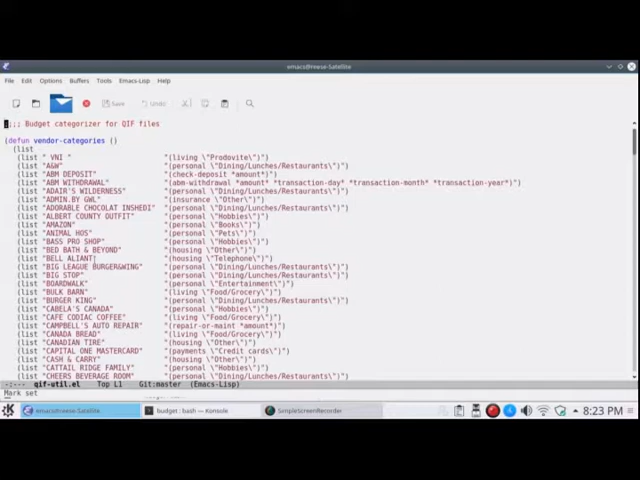 emacs@reese-Satellite
File Edit Options Buffers Tools Emacs-Lisp Help
Save Undo
;;;; Budget categorizer for QIF files
(defun vendor-categories ()
(list
(list " VNI " "(living \"Prodovite\")")
(list "A&W" "(personal \"Dining/Lunches/Restaurants\")")
(list "ABM DEPOSIT" "(check-deposit *amount*)")
(list "ABM WITHDRAWAL" "(abm-withdrawal *amount* *transaction-day* *transaction-month* *transaction-year*)")
(list "ADAIR'S WILDERNESS" "(personal \"Dining/Lunches/Restaurants\")")
(list "ADMIN.BY GWL" "(insurance \"Other\")")
(list "ADORABLE CHOCOLAT INSHEDI" "(personal \"Dining/Lunches/Restaurants\")")
(list "ALBERT COUNTY OUTFIT" "(personal \"Hobbies\")")
(list "AMAZON" "(personal \"Books\")")
(list "ANIMAL HOS" "(personal \"Pets\")")
(list "BASS PRO SHOP" "(personal \"Hobbies\")")
(list "BED BATH & BEYOND" "(housing \"Other\")")
(list "BELL ALIANT" "(housing \"Telephone\")")
(list "BIG LEAGUE BURGER&WING" "(personal \"Dining/Lunches/Restaurants\")")
(list "BIG STOP" "(personal \"Dining/Lunches/Restaurants\")")
(list "BOARDWALK" "(personal \"Entertainment\")")
(list "BULK BARN" "(living \"Food/Grocery\")")
(list "BURGER KING" "(personal \"Dining/Lunches/Restaurants\")")
(list "CABELA'S CANADA" "(personal \"Hobbies\")")
(list "CAFE CODIAC COFFEE" "(living \"Food/Grocery\")")
(list "CAMPBELL'S AUTO REPAIR" "(repair-or-maint *amount*)")
(list "CANADA BREAD" "(living \"Food/Grocery\")")
(list "CANADIAN TIRE" "(housing \"Other\")")
(list "CAPITAL ONE MASTERCARD" "(payments \"Credit cards\")")
(list "CASH & CARRY" "(housing \"Other\")")
(list "CATTAIL RIDGE FAMILY" "(personal \"Hobbies\")")
(list "CHEERS BEVERAGE ROOM" "(personal \"Dining/Lunches/Restaurants\")")
-:--- qif-util.el Top L1 Git:master (Emacs-Lisp)
Mark set
emacs@reese-Satellite budget : bash — Konsole SimpleScreenRecorder 8:23 PM